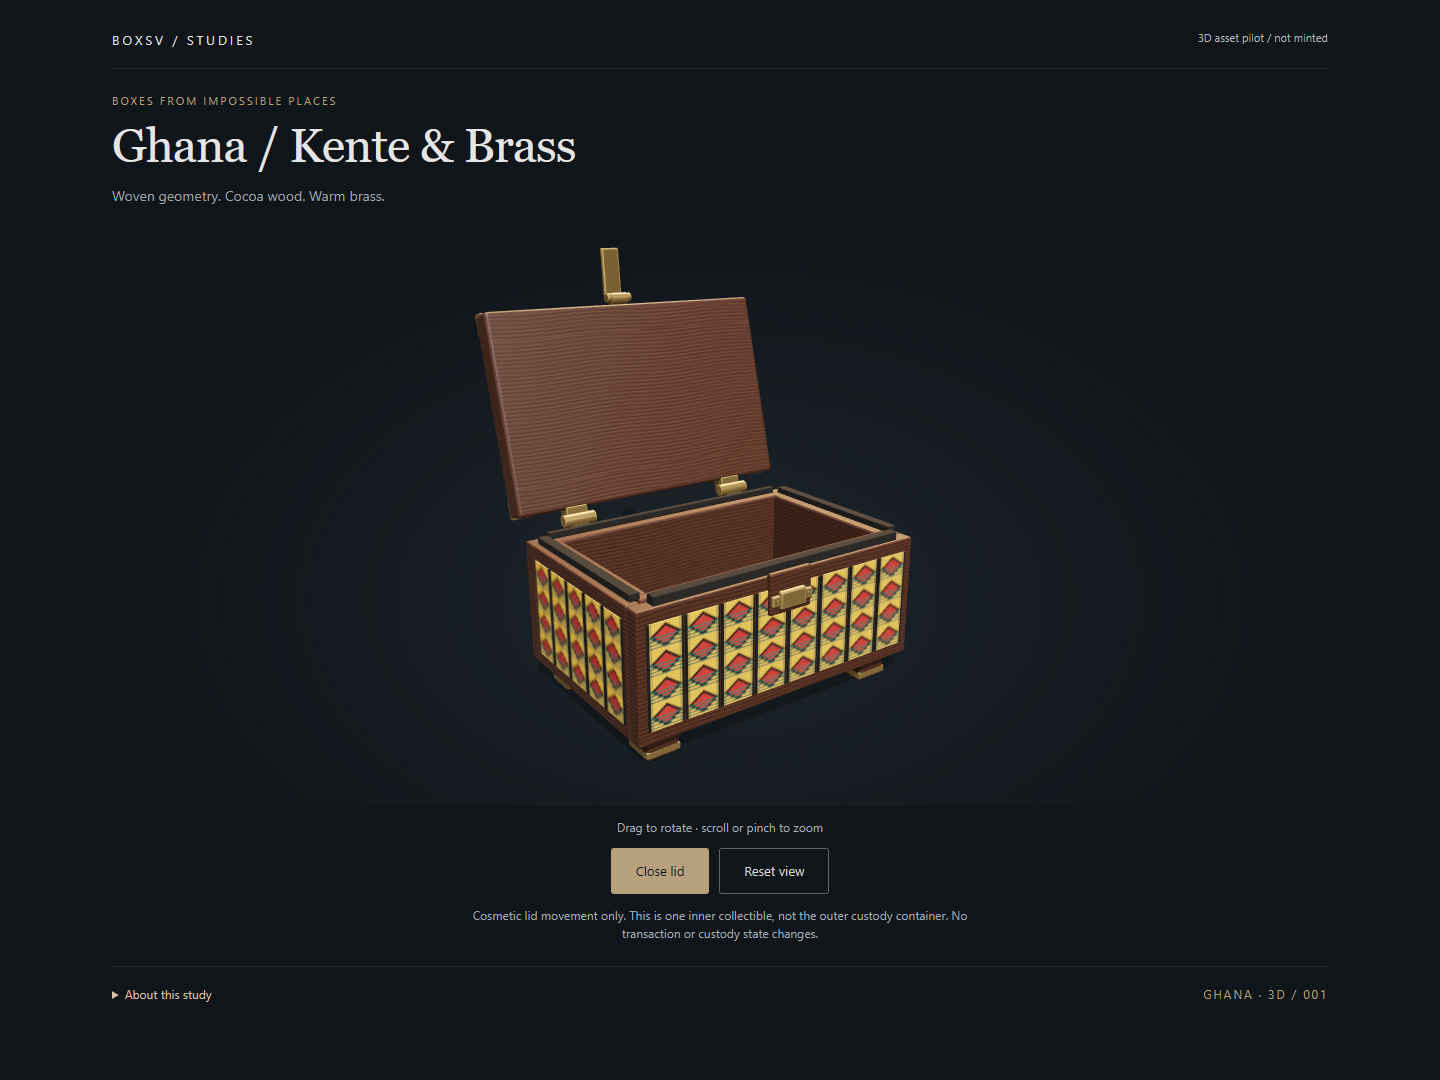 BOXSV / STUDIES
3D asset pilot / not minted
BOXES FROM IMPOSSIBLE PLACES
Ghana / Kente & Brass
Woven geometry. Cocoa wood. Warm brass.
Drag to rotate · scroll or pinch to zoom
Close lid
Reset view
Cosmetic lid movement only. This is one inner collectible, not the outer custody container. No
transaction or custody state changes.
About this study
GHANA · 3D / 001